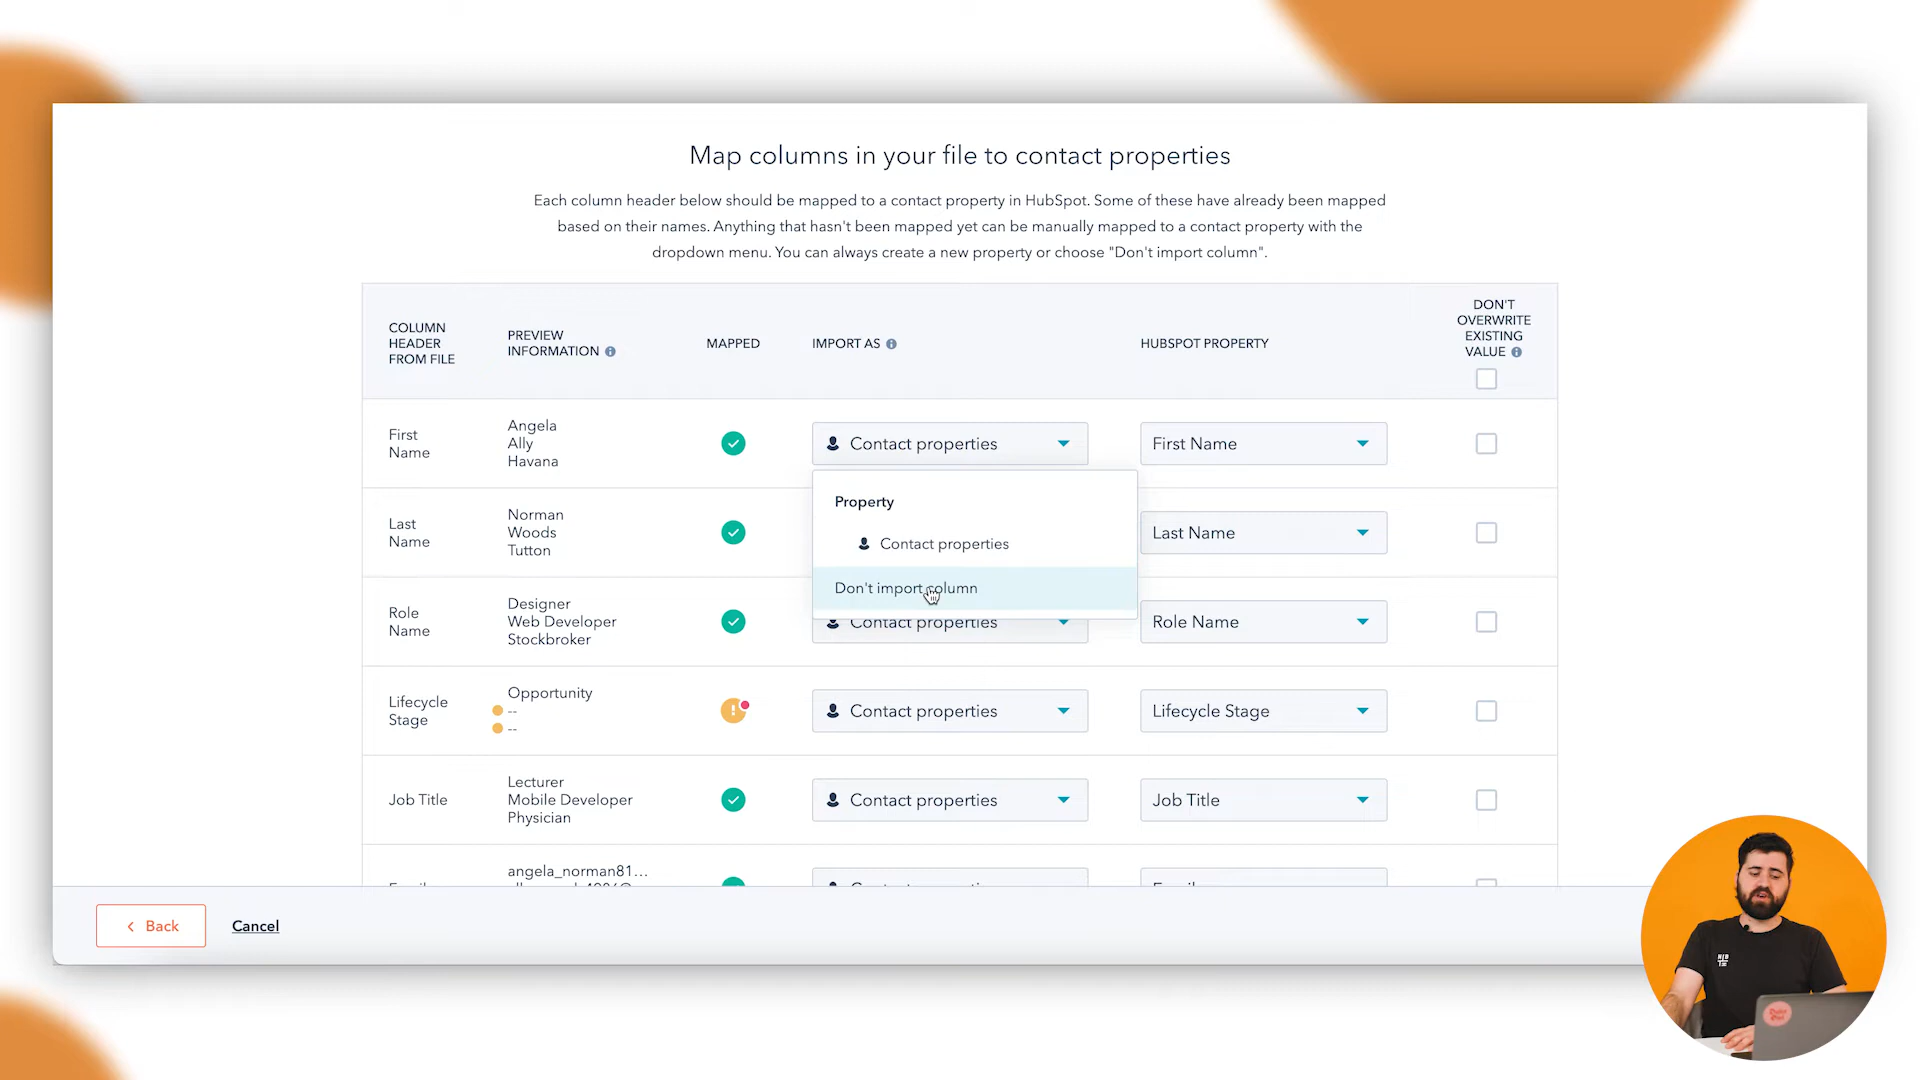 Map columns in your file to contact properties
Each column header below should be mapped to a contact property in HubSpot. Some of these have already been mapped
based on their names. Anything that hasn't been mapped yet can be manually mapped to a contact property with the
dropdown menu. You can always create a new property or choose "Don't import column".
COLUMN
HEADER
FROM FILE
PREVIEW
INFORMATION
MAPPED
IMPORT AS
HUBSPOT PROPERTY
DON'T
OVERWRITE
EXISTING
VALUE
First
Name
Angela
Ally
Havana
Contact properties
First Name
Property
Contact properties
Don't import column
Last
Name
Norman
Woods
Tutton
Last Name
Role
Name
Designer
Web Developer
Stockbroker
Contact properties
Role Name
Lifecycle
Stage
Opportunity
--
--
Contact properties
Lifecycle Stage
Job Title
Lecturer
Mobile Developer
Physician
Contact properties
Job Title
angela_norman81...
Back
Cancel